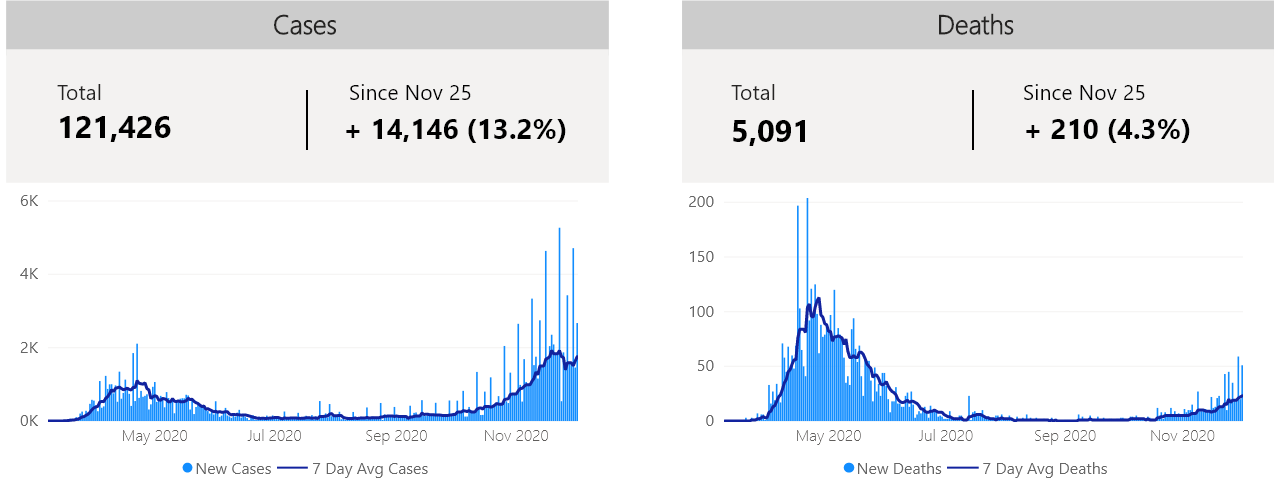 Cases
Total
121,426
Since Nov 25
+ 14,146 (13.2%)
6K
4K
2K
0K
May 2020 Jul 2020 Sep 2020 Nov 2020
New Cases 7 Day Avg Cases
Deaths
Total
5,091
Since Nov 25
+ 210 (4.3%)
200
150
100
50
0
May 2020 Jul 2020 Sep 2020 Nov 2020
New Deaths 7 Day Avg Deaths